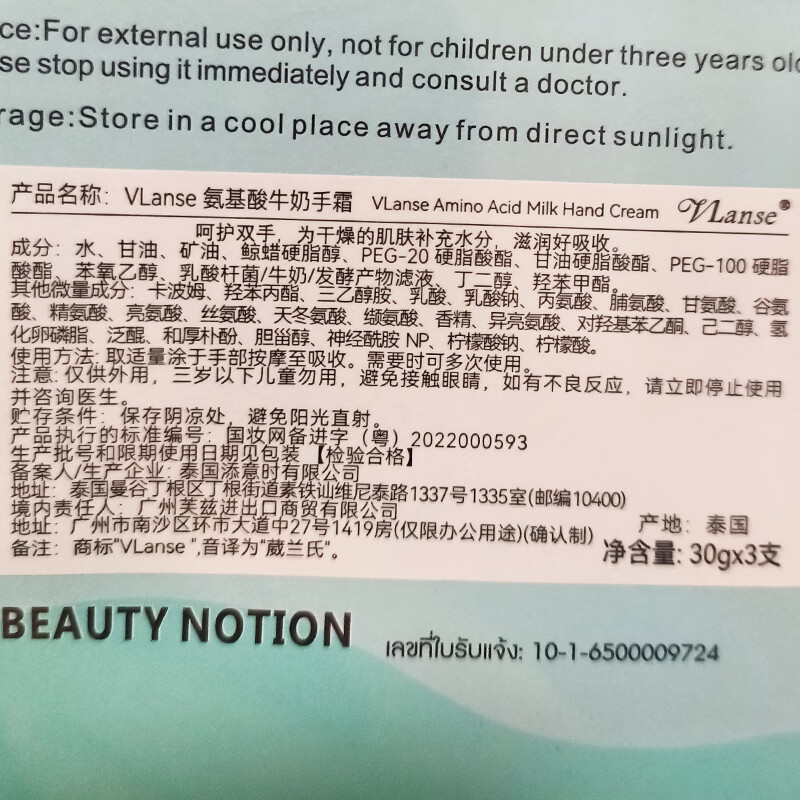 ce:For external use only, not for children under three years old
se stop using it immediately and consult a doctor.
rage:Store in a cool place away from direct sunlight.
产品名称: VLanse 氨基酸牛奶手霜 VLanse Amino Acid Milk Hand Cream VLanse®
呵护双手，为干燥的肌肤补充水分，滋润好吸收。
成分: 水、甘油、矿油、鲸蜡硬脂醇、PEG-20 硬脂酸酯、甘油硬脂酸酯、PEG-100 硬脂
酸酯、苯氧乙醇、乳酸杆菌/牛奶/发酵产物滤液、丁二醇、羟苯甲酯。
其他微量成分: 卡波姆、羟苯丙酯、三乙醇胺、乳酸、乳酸钠、丙氨酸、脯氨酸、甘氨酸、谷氨
酸、精氨酸、亮氨酸、丝氨酸、天冬氨酸、缬氨酸、香精、异亮氨酸、对羟基苯乙酮、己二醇、氢
化卵磷脂、泛醌、和厚朴酚、胆甾醇、神经酰胺 NP、柠檬酸钠、柠檬酸。
使用方法: 取适量涂于手部按摩至吸收。需要时可多次使用。
注意: 仅供外用，三岁以下儿童勿用，避免接触眼睛，如有不良反应，请立即停止使用
并咨询医生。
贮存条件: 保存阴凉处，避免阳光直射。
产品执行的标准编号: 国妆网备进字（粤）2022000593
生产批号和限期使用日期见包装【检验合格】
备案人/生产企业: 泰国添意时有限公司
地址: 泰国曼谷丁根区丁根街道素铁讪维尼泰路1337号1335室(邮编10400)
境内责任人: 广州芙兹进出口商贸有限公司
地址: 广州市南沙区环市大道中27号1419房(仅限办公用途)(确认制)
产地: 泰国
备注: 商标"VLanse ",音译为"葳兰氏"。
净含量: 30gx3支
BEAUTY NOTION
เลขที่ใบรับแจ้ง: 10-1-6500009724